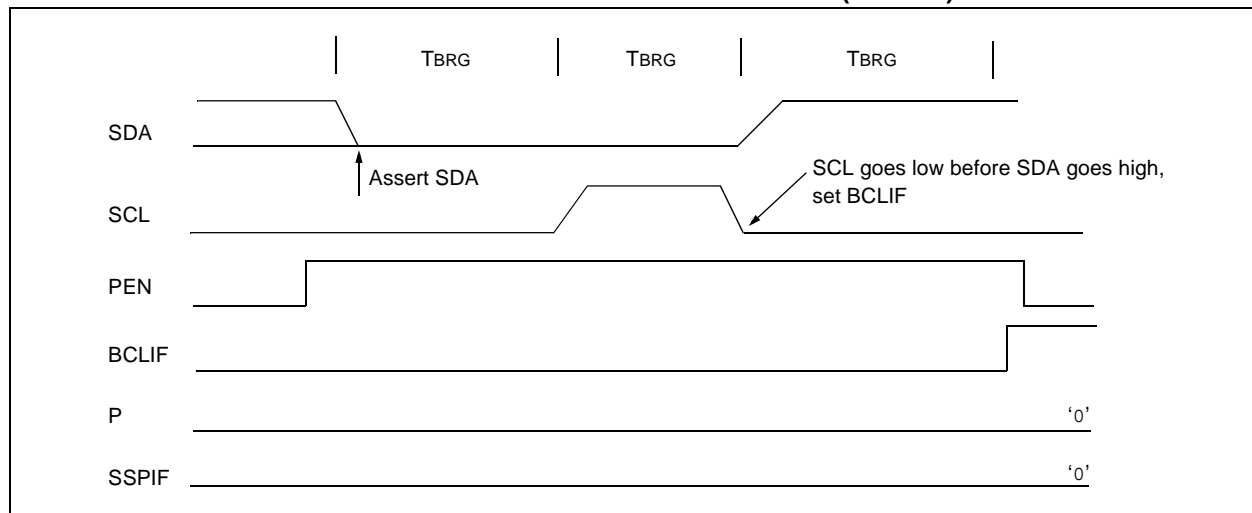 TBRG TBRG TBRG
SDA
Assert SDA
SCL goes low before SDA goes high,
set BCLIF
SCL
PEN
BCLIF
P
‘0’
SSPIF
‘0’